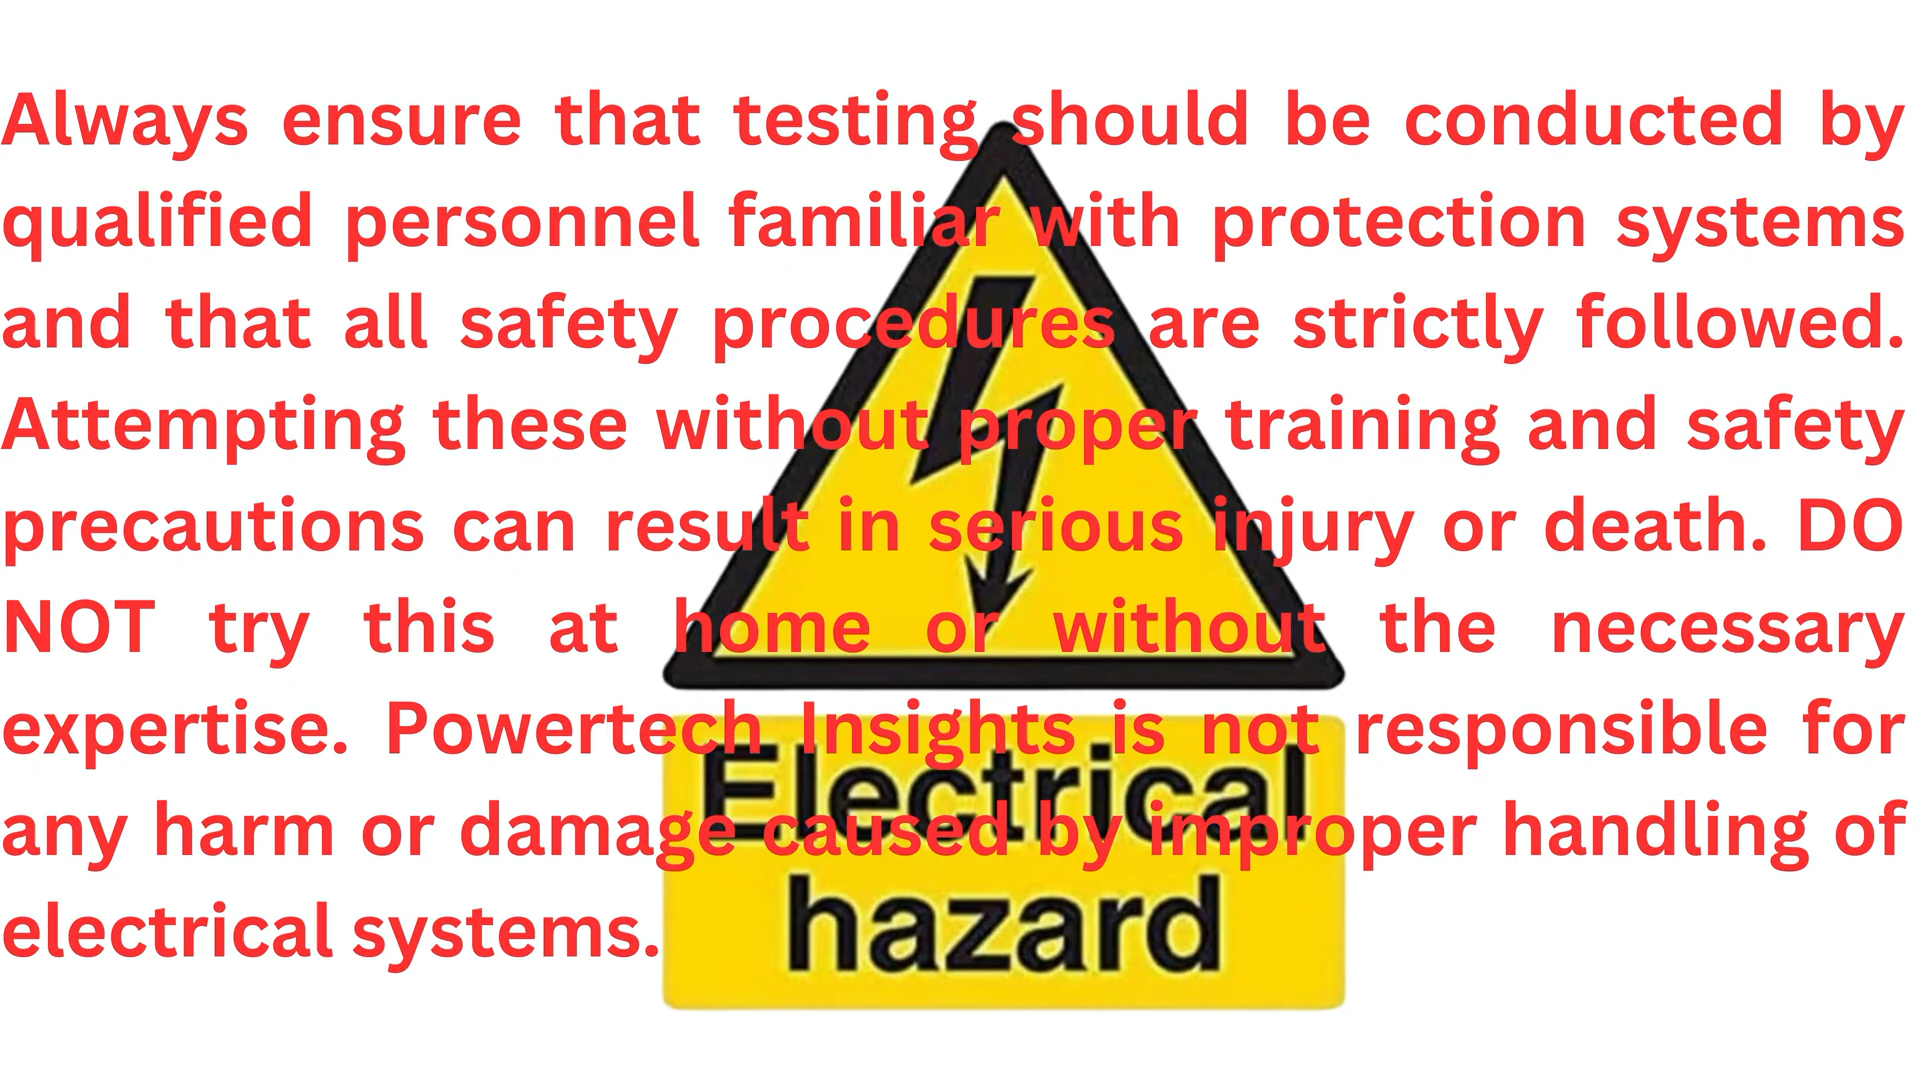 Always ensure that testing should be conducted by
qualified personnel familiar with protection systems
and that all safety procedures are strictly followed.
Attempting these without proper training and safety
precautions can result in serious injury or death. DO
NOT try this at home or without the necessary
expertise. Powertech Insights is not responsible for
any harm or damage caused by improper handling of
electrical systems.
Electrical
hazard